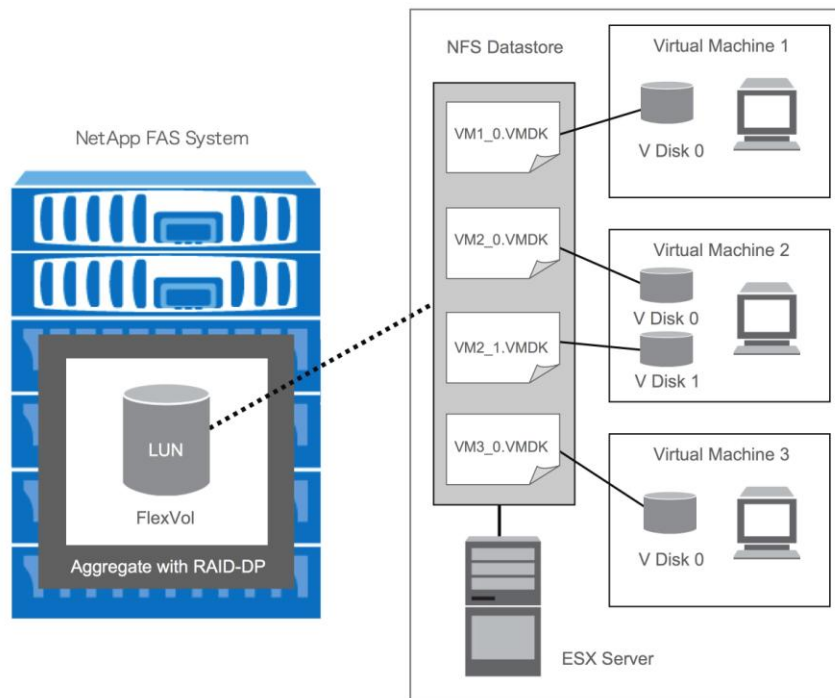 NetApp FAS System
LUN
FlexVol
Aggregate with RAID-DP
NFS Datastore
VM1_0.VMDK
VM2_0.VMDK
VM2_1.VMDK
VM3_0.VMDK
ESX Server
Virtual Machine 1
V Disk 0
Virtual Machine 2
V Disk 0
V Disk 1
Virtual Machine 3
V Disk 0